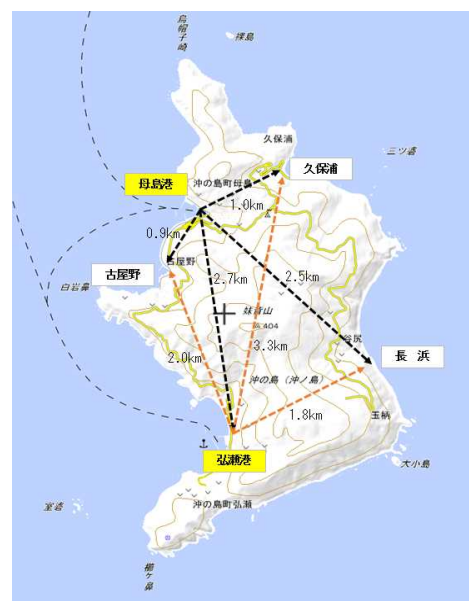 烏帽子崎
裸島
久保浦
三ツ碆
母島港
沖の島町母島
久保浦
1.0km
0.9km
古屋野
古屋野
2.7km
2.5km
白岩鼻
妹背山
404
3.3km
谷尻
長 浜
2.0km
沖の島(沖ノ島)
1.8km
玉柄
弘瀬港
大小島
沖の島町弘瀬
室碆
櫛ヶ鼻